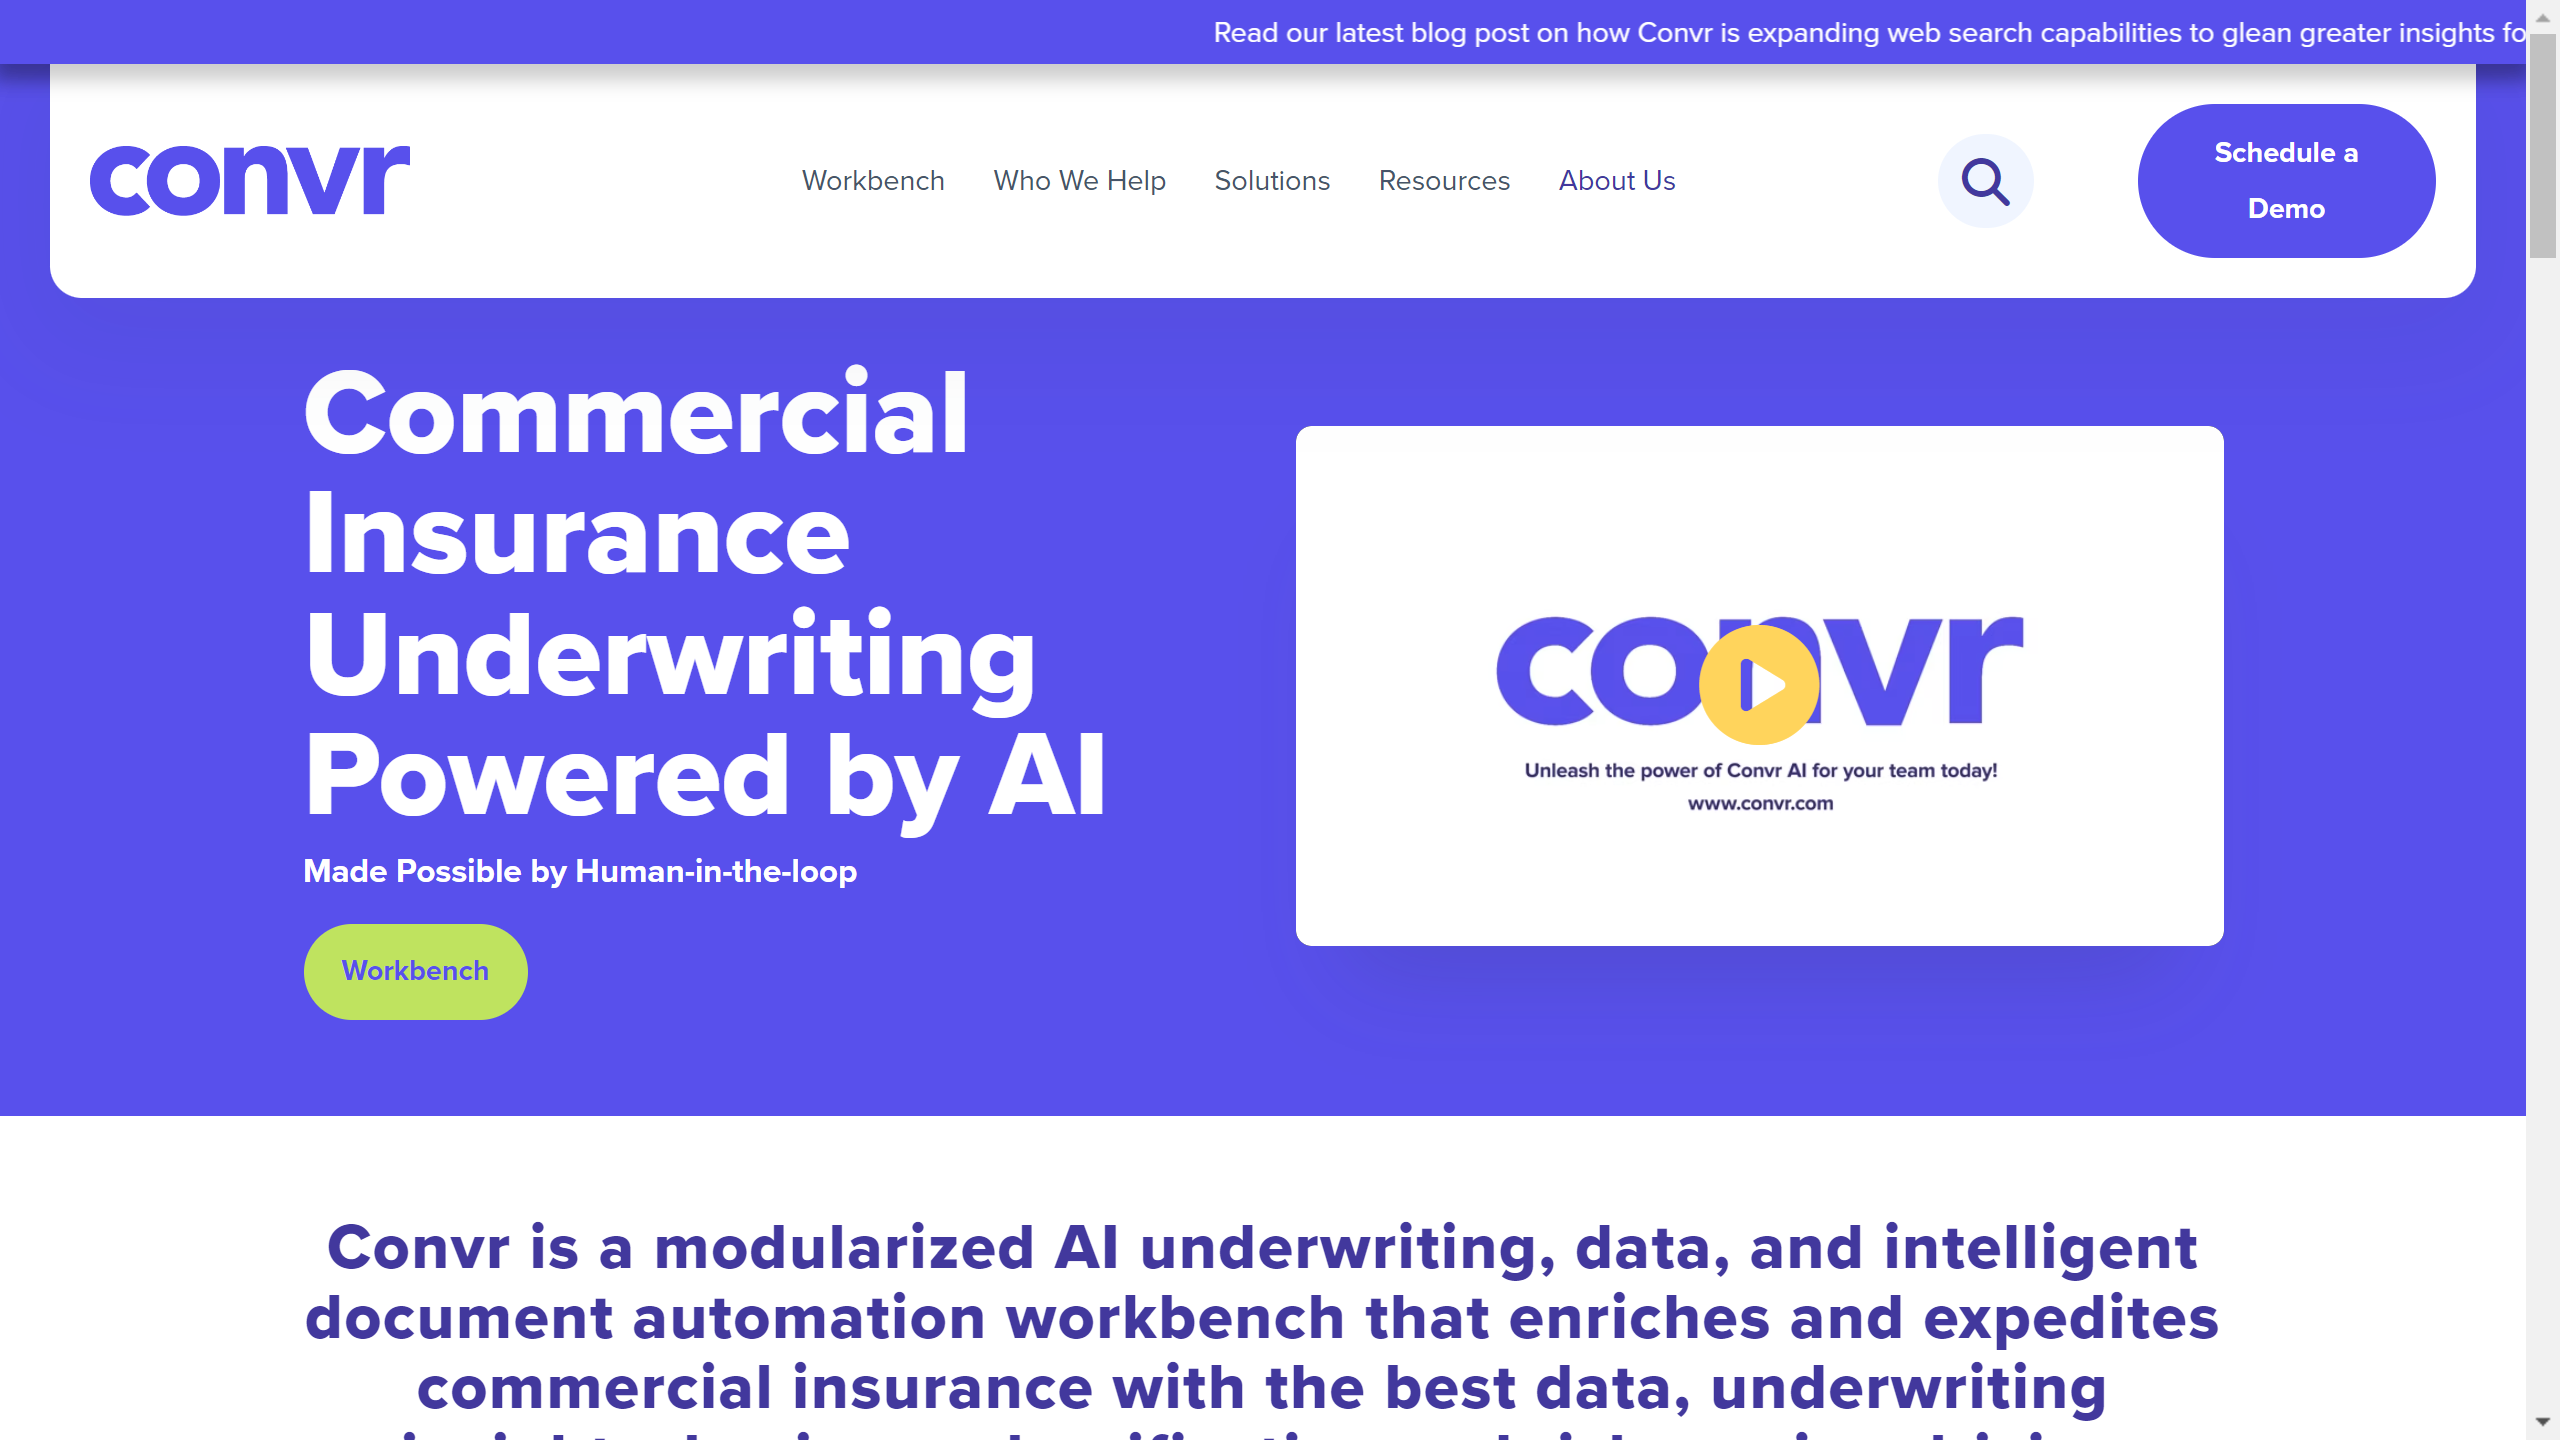 Read our latest blog post on how Convr is expanding web search capabilities to glean greater insights fo
convr
Workbench
Who We Help
Solutions
Resources
About Us
Schedule a
Demo
Commercial
Insurance
Underwriting
Powered by AI
Made Possible by Human-in-the-loop
Workbench
convr
Unleash the power of Convr AI for your team today!
www.convr.com
Convr is a modularized AI underwriting, data, and intelligent
document automation workbench that enriches and expedites
commercial insurance with the best data, underwriting